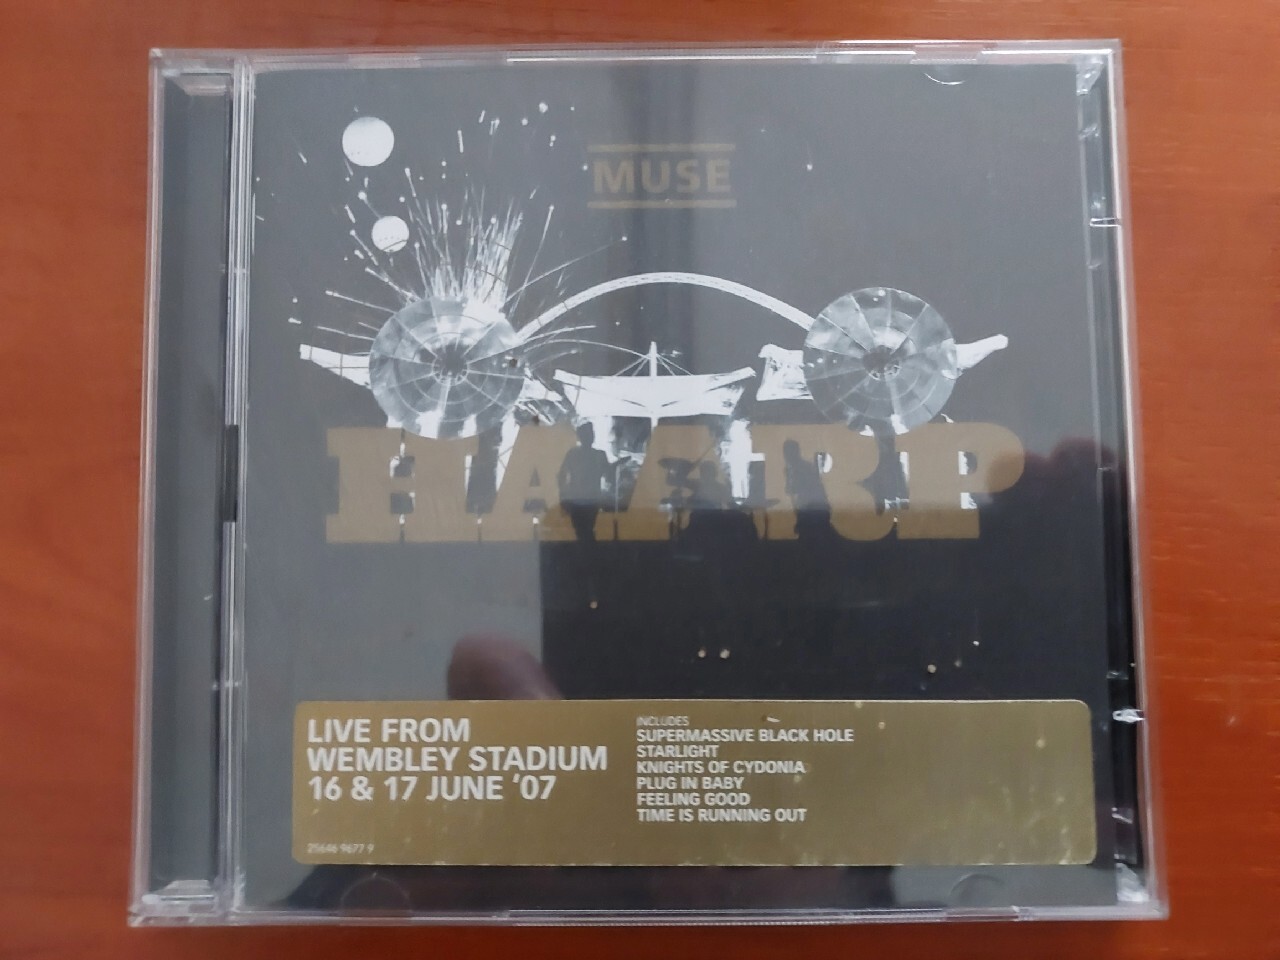 MUSE
HAARP
LIVE FROM
WEMBLEY STADIUM
16 & 17 JUNE '07
25646 9677 9
INCLUDES
SUPERMASSIVE BLACK HOLE
STARLIGHT
KNIGHTS OF CYDONIA
PLUG IN BABY
FEELING GOOD
TIME IS RUNNING OUT